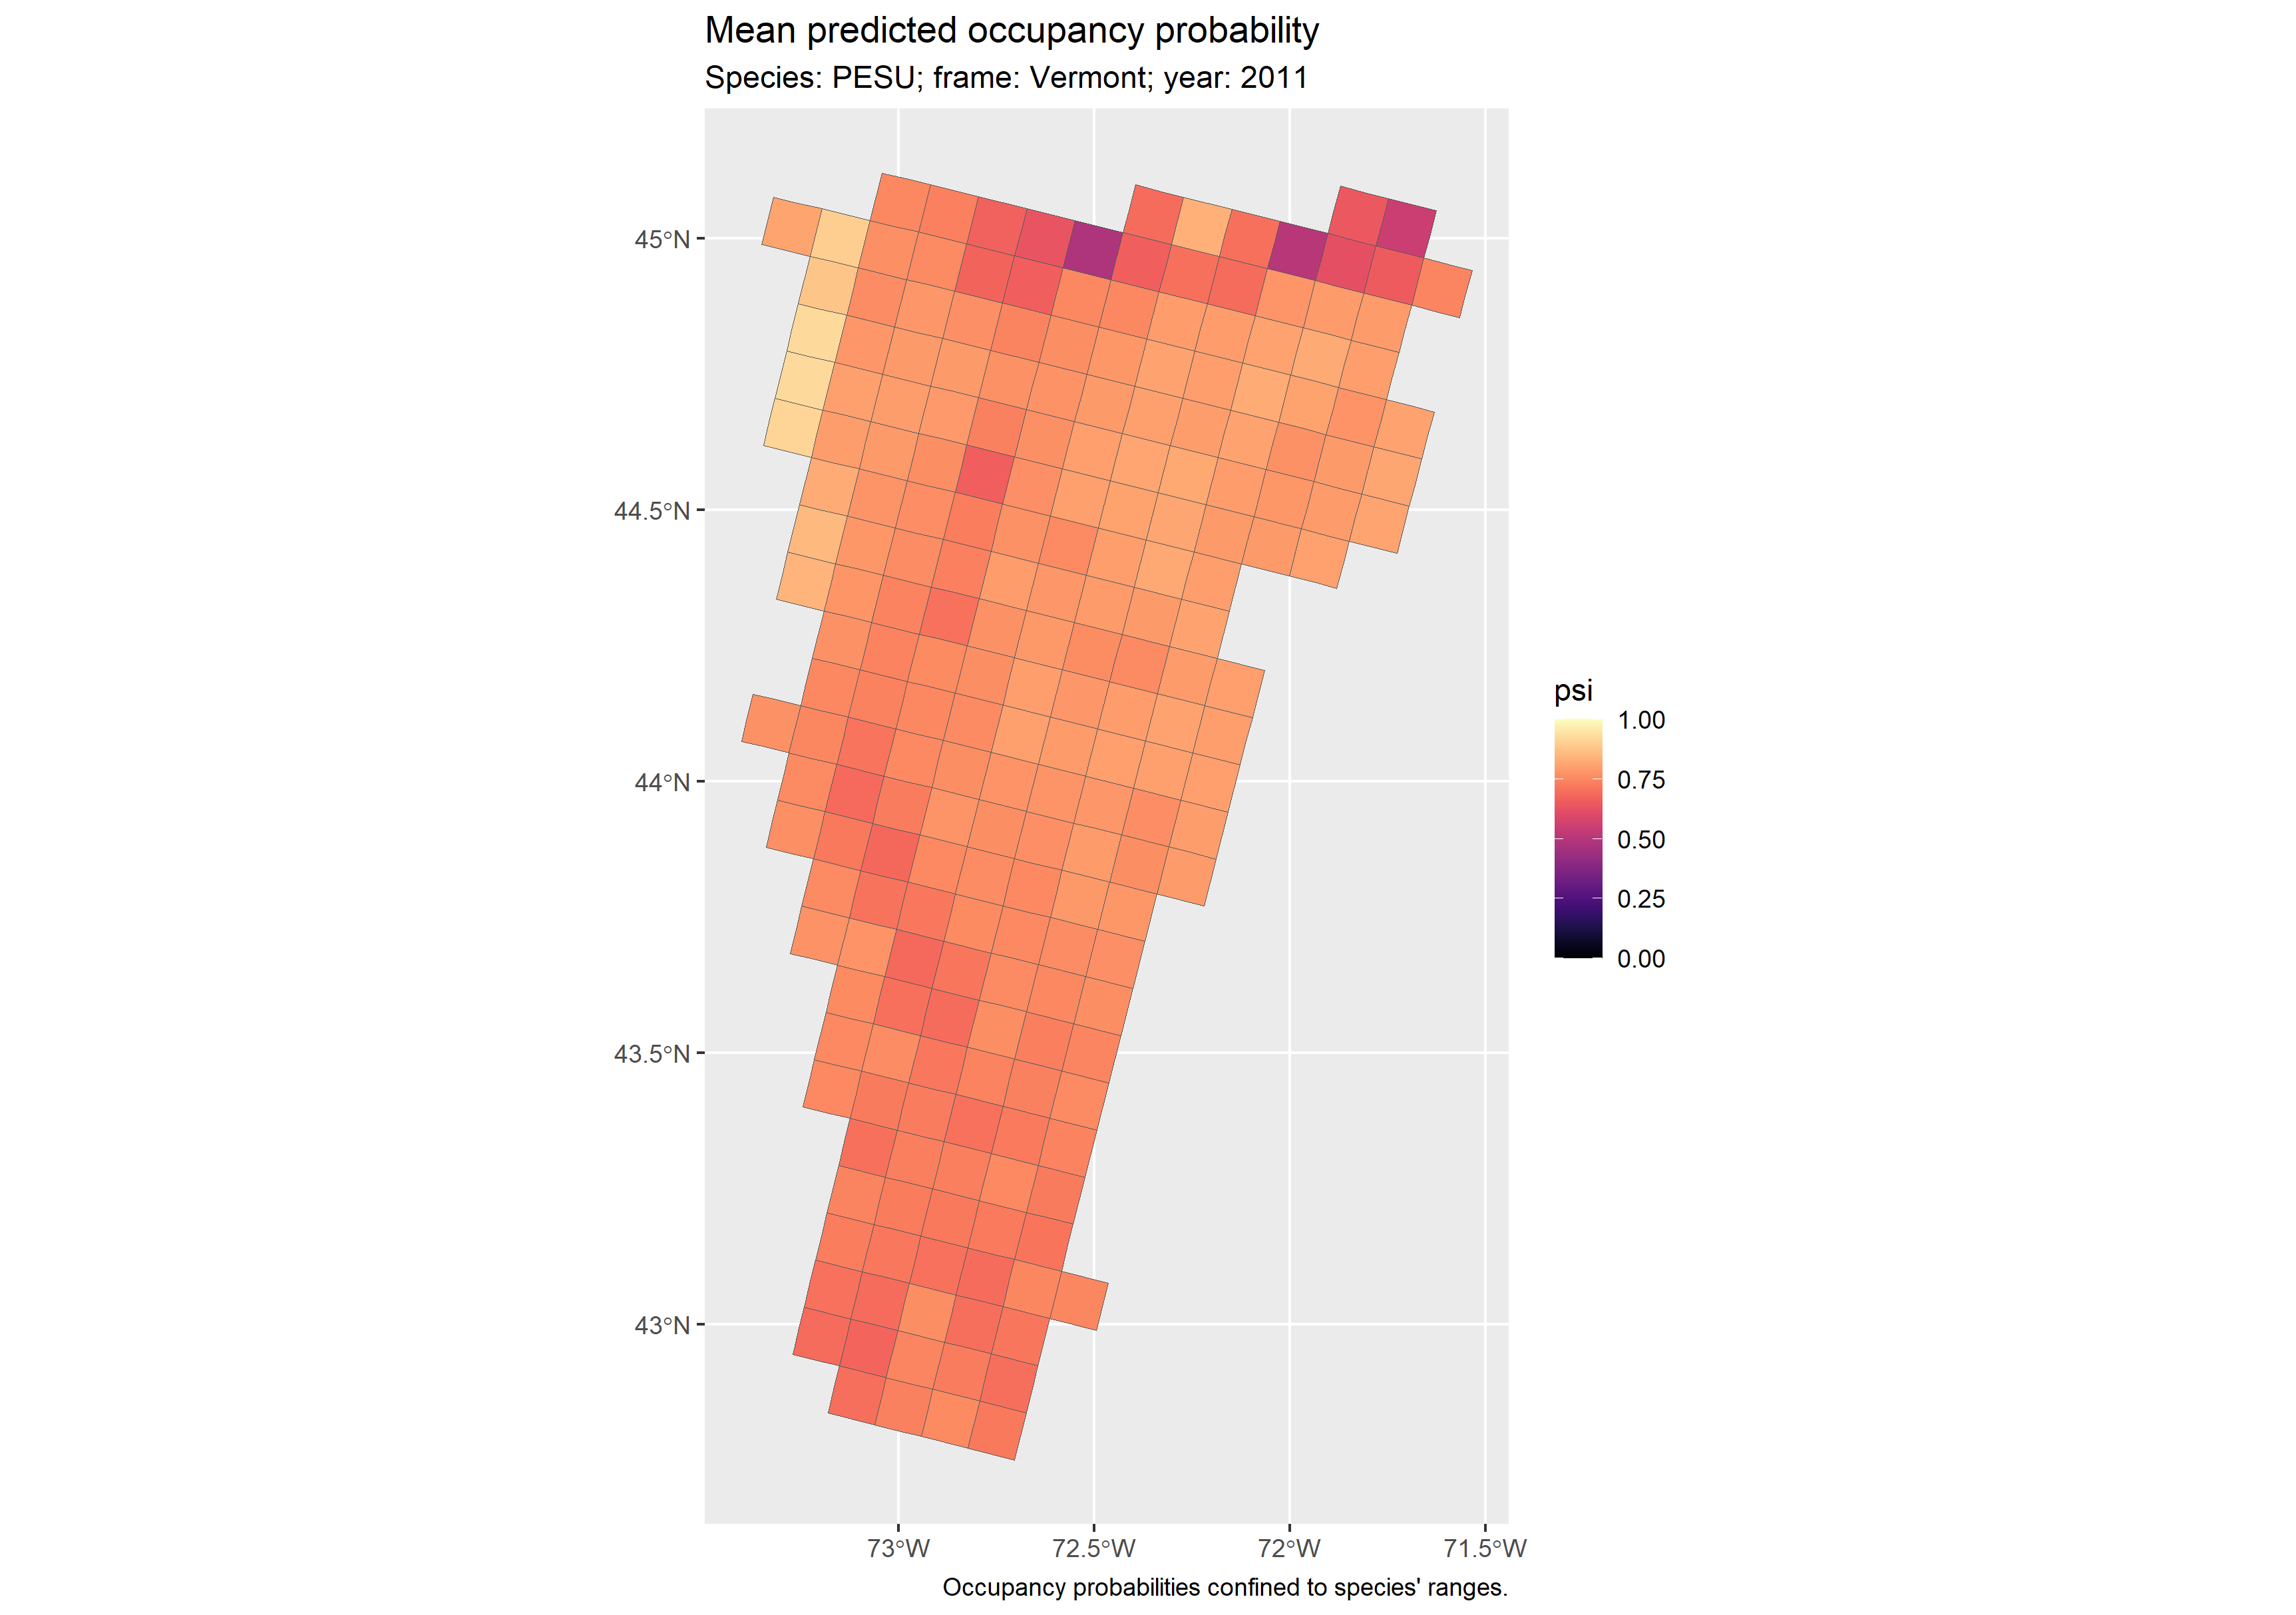 Mean predicted occupancy probability
Species: PESU; frame: Vermont; year: 2011
45°N
44.5°N
44°N
43.5°N
43°N
73°W
72.5°W
72°W
71.5°W
psi
1.00
0.75
0.50
0.25
0.00
Occupancy probabilities confined to species' ranges.